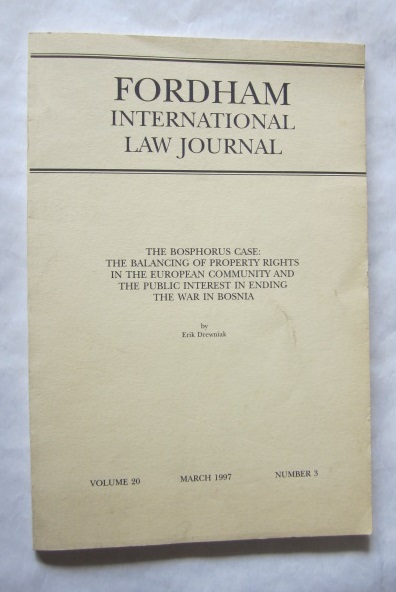 FORDHAM
INTERNATIONAL
LAW JOURNAL
THE BOSPHORUS CASE:
THE BALANCING OF PROPERTY RIGHTS
IN THE EUROPEAN COMMUNITY AND
THE PUBLIC INTEREST IN ENDING
THE WAR IN BOSNIA
by
Erik Drewniak
VOLUME 20 MARCH 1997 NUMBER 3